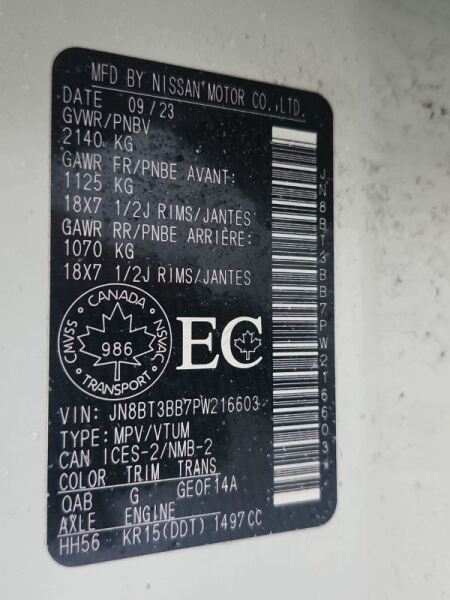 MFD BY NISSAN MOTOR CO.,LTD.
DATE 09/23
GVWR/PNBV
2140 KG
GAWR FR/PNBE AVANT:
1125 KG
18X7 1/2J RIMS/JANTES
GAWR RR/PNBE ARRIÈRE:
1070 KG
18X7 1/2J RIMS/JANTES
CANADA
CMVSS
NSVAC
986
TRANSPORT
EC
VIN: JN8BT3BB7PW216603
TYPE: MPV/VTUM
CAN ICES-2/NMB-2
COLOR TRIM TRANS
QAB G GE0F14A
AXLE ENGINE
HH56 KR15(DDT) 1497CC
JN8BT3BB7PW216603